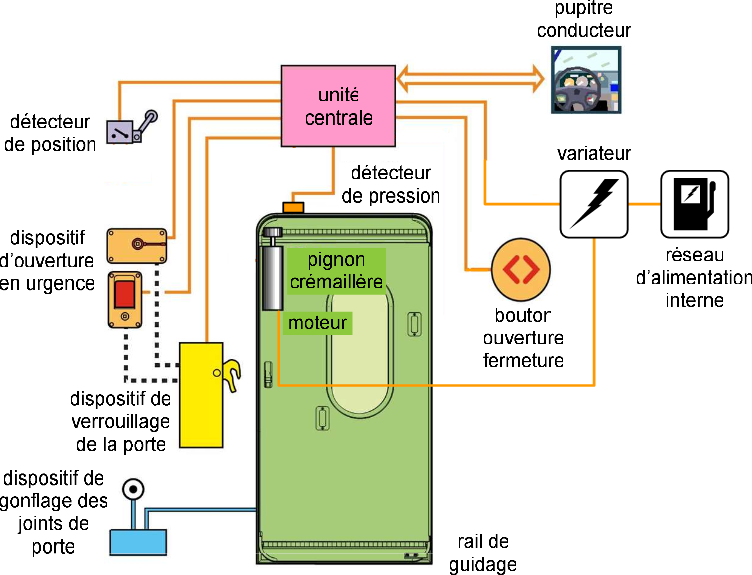 pupitre
conducteur
unité
centrale
détecteur
de position
variateur
détecteur
de pression
dispositif
d'ouverture
en urgence
pignon
crémaillère
réseau
d'alimentation
interne
bouton
ouverture
fermeture
moteur
dispositif de
verrouillage
de la porte
dispositif de
gonflage des
joints de
porte
rail de
guidage